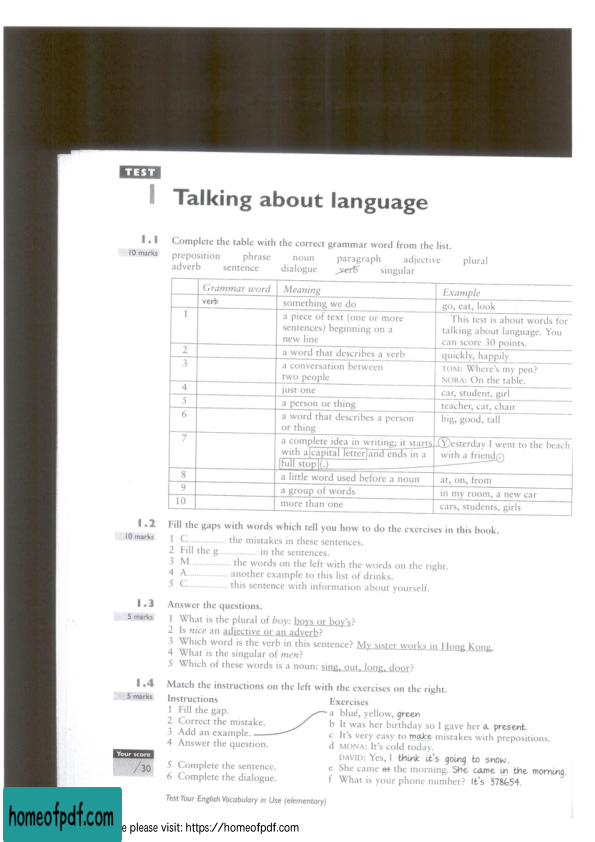 TEST
1 Talking about language
1.1 Complete the table with the correct grammar word from the list.
10 marks
preposition phrase noun paragraph adjective plural
adverb sentence dialogue verb singular
Grammar word Meaning Example
verb something we do go, eat, look
1 a piece of text (one or more This test is about words for
sentences) beginning on a talking about language. You
new line can score 30 points.
2 a word that describes a verb quickly, happily
3 a conversation between TOM: Where's my pen?
two people NORA: On the table.
4 just one car, student, girl
5 a person or thing teacher, cat, chair
6 a word that describes a person big, good, tall
or thing
7 a complete idea in writing; it starts Yesterday I went to the beach
with a capital letter and ends in a with a friend.
full stop (.)
8 a little word used before a noun at, on, from
9 a group of words in my room, a new car
10 more than one cars, students, girls
1.2 Fill the gaps with words which tell you how to do the exercises in this book.
10 marks
1 C............... the mistakes in these sentences.
2 Fill the g............... in the sentences.
3 M............... the words on the left with the words on the right.
4 A............... another example to this list of drinks.
5 C............... this sentence with information about yourself.
1.3 Answer the questions.
5 marks
1 What is the plural of boy: boys or boy's?
2 Is nice an adjective or an adverb?
3 Which word is the verb in this sentence? My sister works in Hong Kong.
4 What is the singular of men?
5 Which of these words is a noun: sing, out, long, door?
1.4 Match the instructions on the left with the exercises on the right.
5 marks
Instructions Exercises
1 Fill the gap. a blue, yellow, green
2 Correct the mistake. b It was her birthday so I gave her a present.
3 Add an example. c It's very easy to make mistakes with prepositions.
4 Answer the question. d MONA: It's cold today.
DAVID: Yes, I think it's going to snow.
5 Complete the sentence. e She came at the morning. She came in the morning.
6 Complete the dialogue. f What is your phone number? It's 378654.
Your score
/30
Test Your English Vocabulary in Use (elementary)
homeofpdf.com
e please visit: https://homeofpdf.com